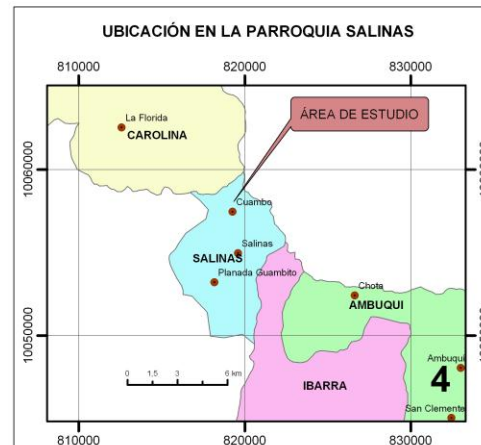 UBICACIÓN EN LA PARROQUIA SALINAS
810000 820000 830000
La Florida
CAROLINA
ÁREA DE ESTUDIO
10060000
Cuambo
Salinas
SALINAS
Planada Guambito
Chota
AMBUQUI
10050000
Ambuqui
4
0 1,5 3 6 km
IBARRA
San Clemente
810000 820000 830000